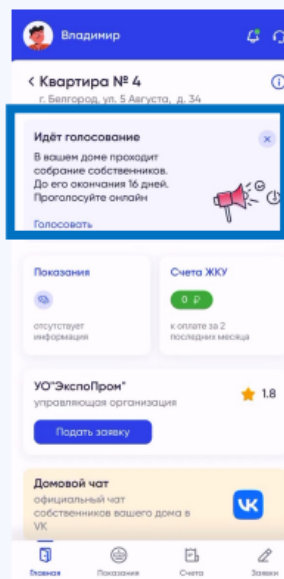 Владимир
< Квартира № 4
г. Белгород, ул. 5 Августа, д. 34
Идёт голосование
В вашем доме проходит
собрание собственников.
До его окончания 16 дней.
Проголосуйте онлайн
Голосовать
Показания
отсутствует
информация
Счета ЖКУ
0 ₽
к оплате за 2
последних месяца
УО"ЭкспоПром"
управляющая организация
1.8
Подать заявку
Домовой чат
официальный чат
собственников вашего дома в
VK
Главная Показания Счета Заявки